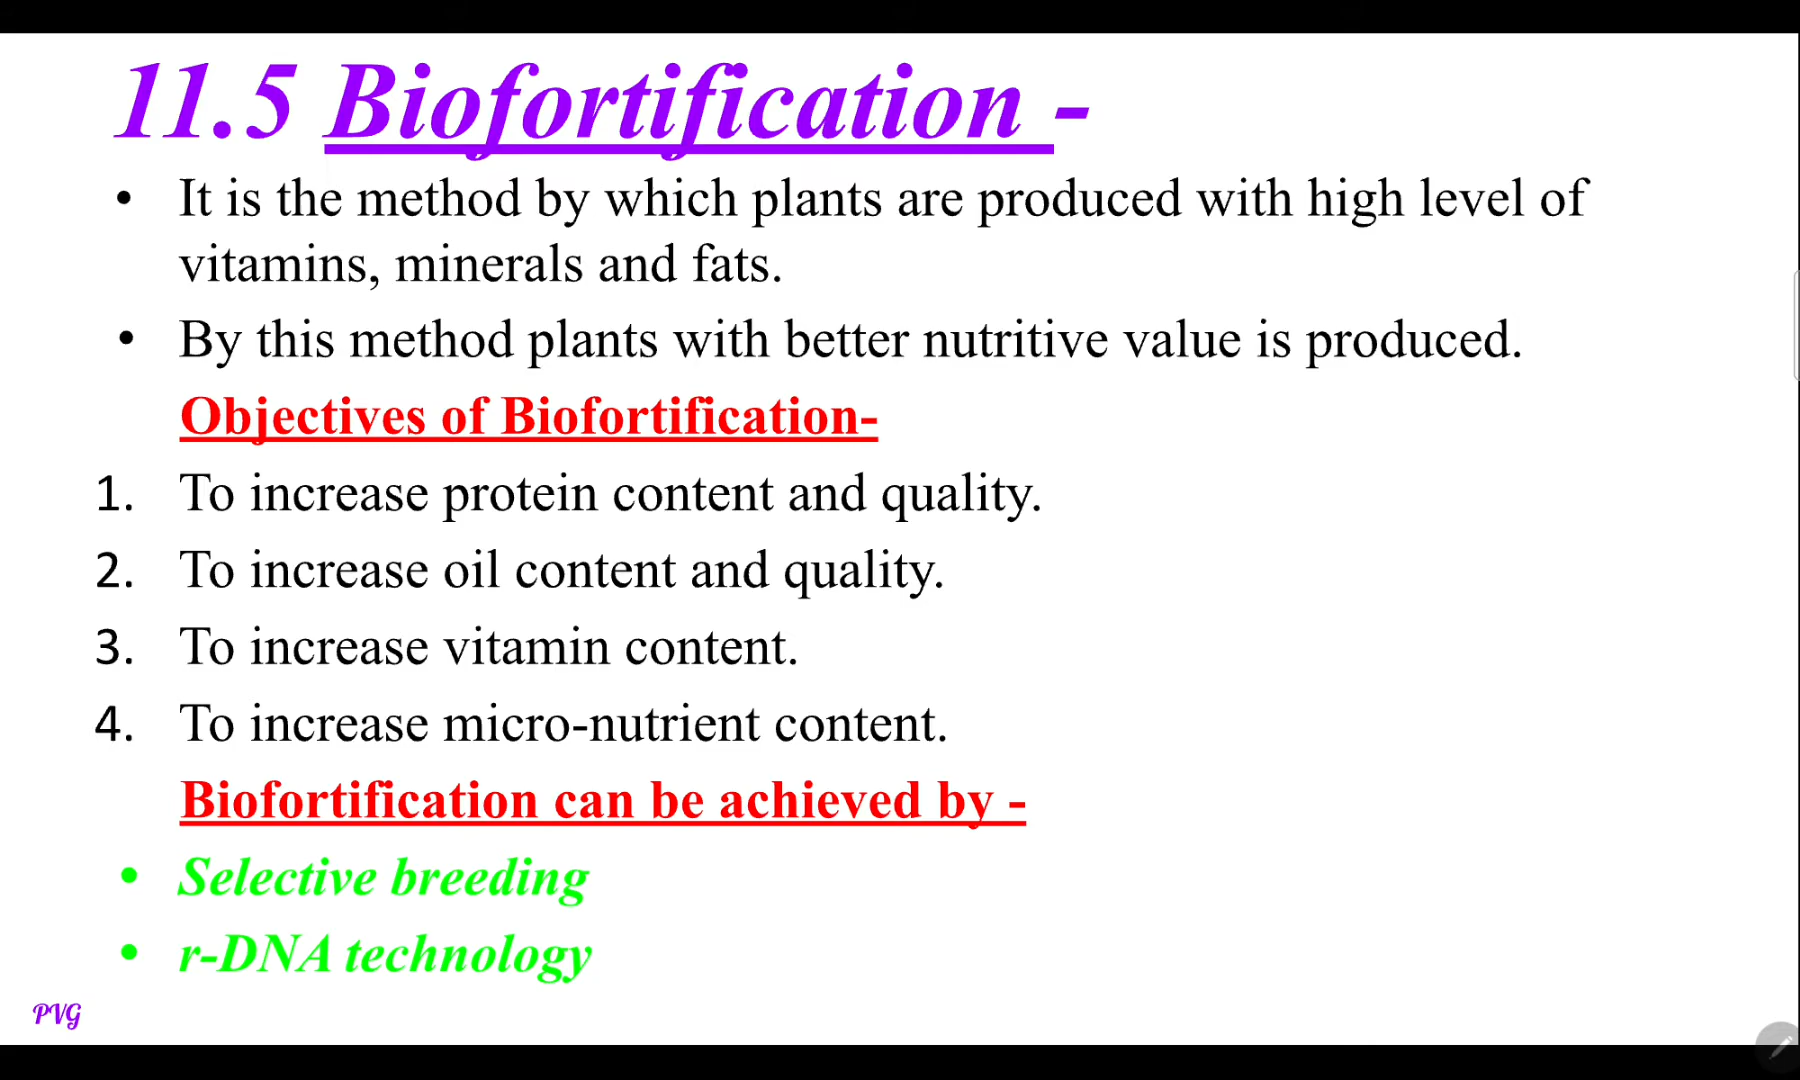 11.5 Biofortification -
• It is the method by which plants are produced with high level of
vitamins, minerals and fats.
• By this method plants with better nutritive value is produced.
Objectives of Biofortification-
1. To increase protein content and quality.
2. To increase oil content and quality.
3. To increase vitamin content.
4. To increase micro-nutrient content.
Biofortification can be achieved by -
• Selective breeding
• r-DNA technology
PVG